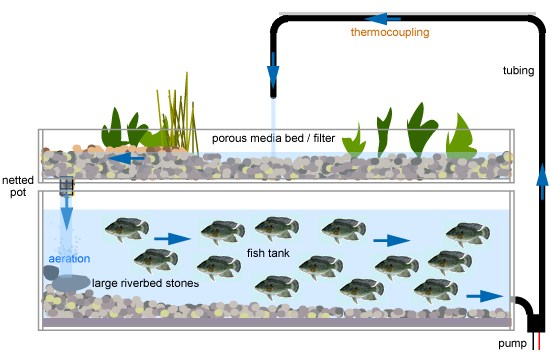 thermocoupling
tubing
porous media bed / filter
netted
pot
fish tank
aeration
large riverbed stones
pump